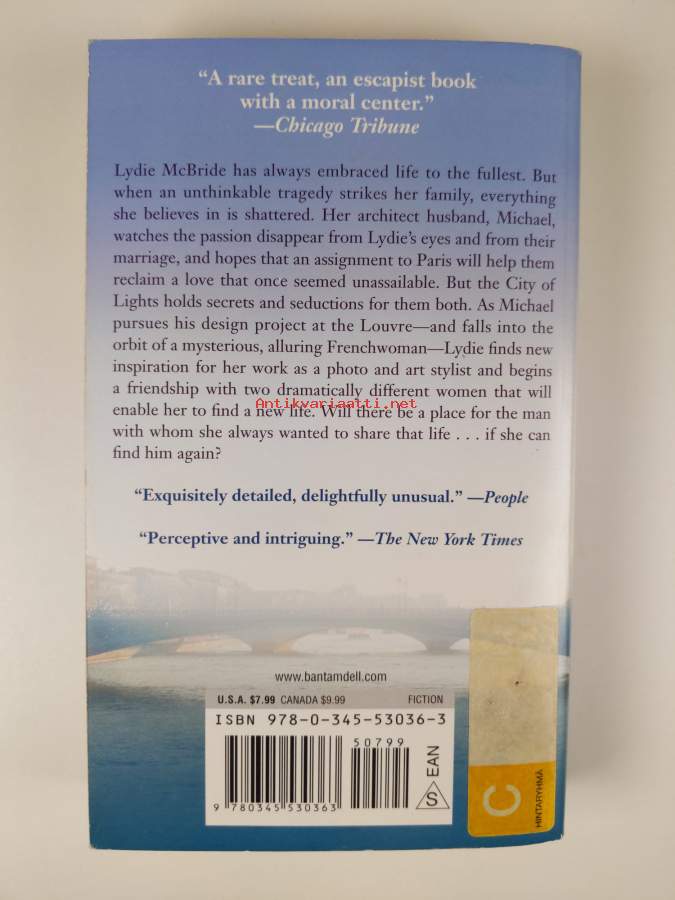 “A rare treat, an escapist book
with a moral center.”
—Chicago Tribune
Lydie McBride has always embraced life to the fullest. But
when an unthinkable tragedy strikes her family, everything
she believes in is shattered. Her architect husband, Michael,
watches the passion disappear from Lydie’s eyes and from their
marriage, and hopes that an assignment to Paris will help them
reclaim a love that once seemed unassailable. But the City of
Lights holds secrets and seductions for them both. As Michael
pursues his design project at the Louvre—and falls into the
orbit of a mysterious, alluring Frenchwoman—Lydie finds new
inspiration for her work as a photo and art stylist and begins
a friendship with two dramatically different women that will
Antikvariaatti.net
enable her to find a new life. Will there be a place for the man
with whom she always wanted to share that life . . . if she can
find him again?
“Exquisitely detailed, delightfully unusual.” —People
“Perceptive and intriguing.” —The New York Times
www.bantamdell.com
U.S.A. $7.99 CANADA $9.99 FICTION
ISBN 978-0-345-53036-3
50799
9 780345 530363
S EAN
C
HINTARYHMÄ